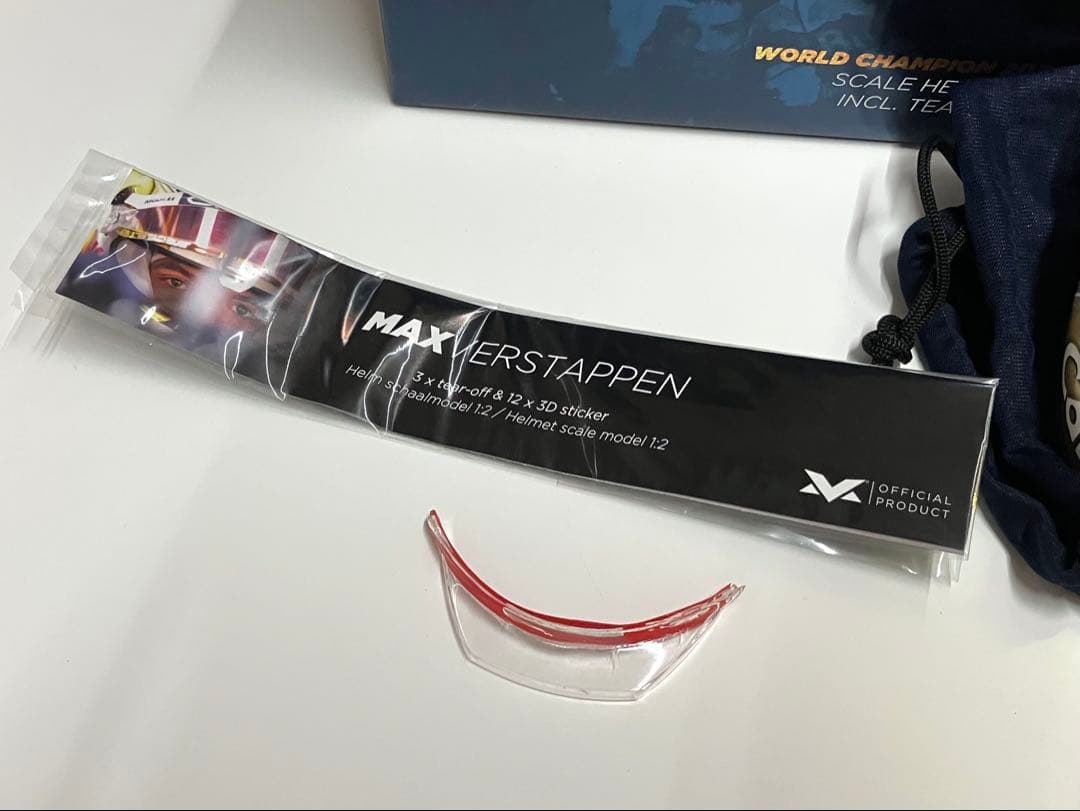 WORLD CHAMPION
SCALE HE
INCL. TEA
MAX VERSTAPPEN
3 x tear-off & 12 x 3D sticker
Helm schaalmodel 1:2 / Helmet scale model 1:2
OFFICIAL
PRODUCT